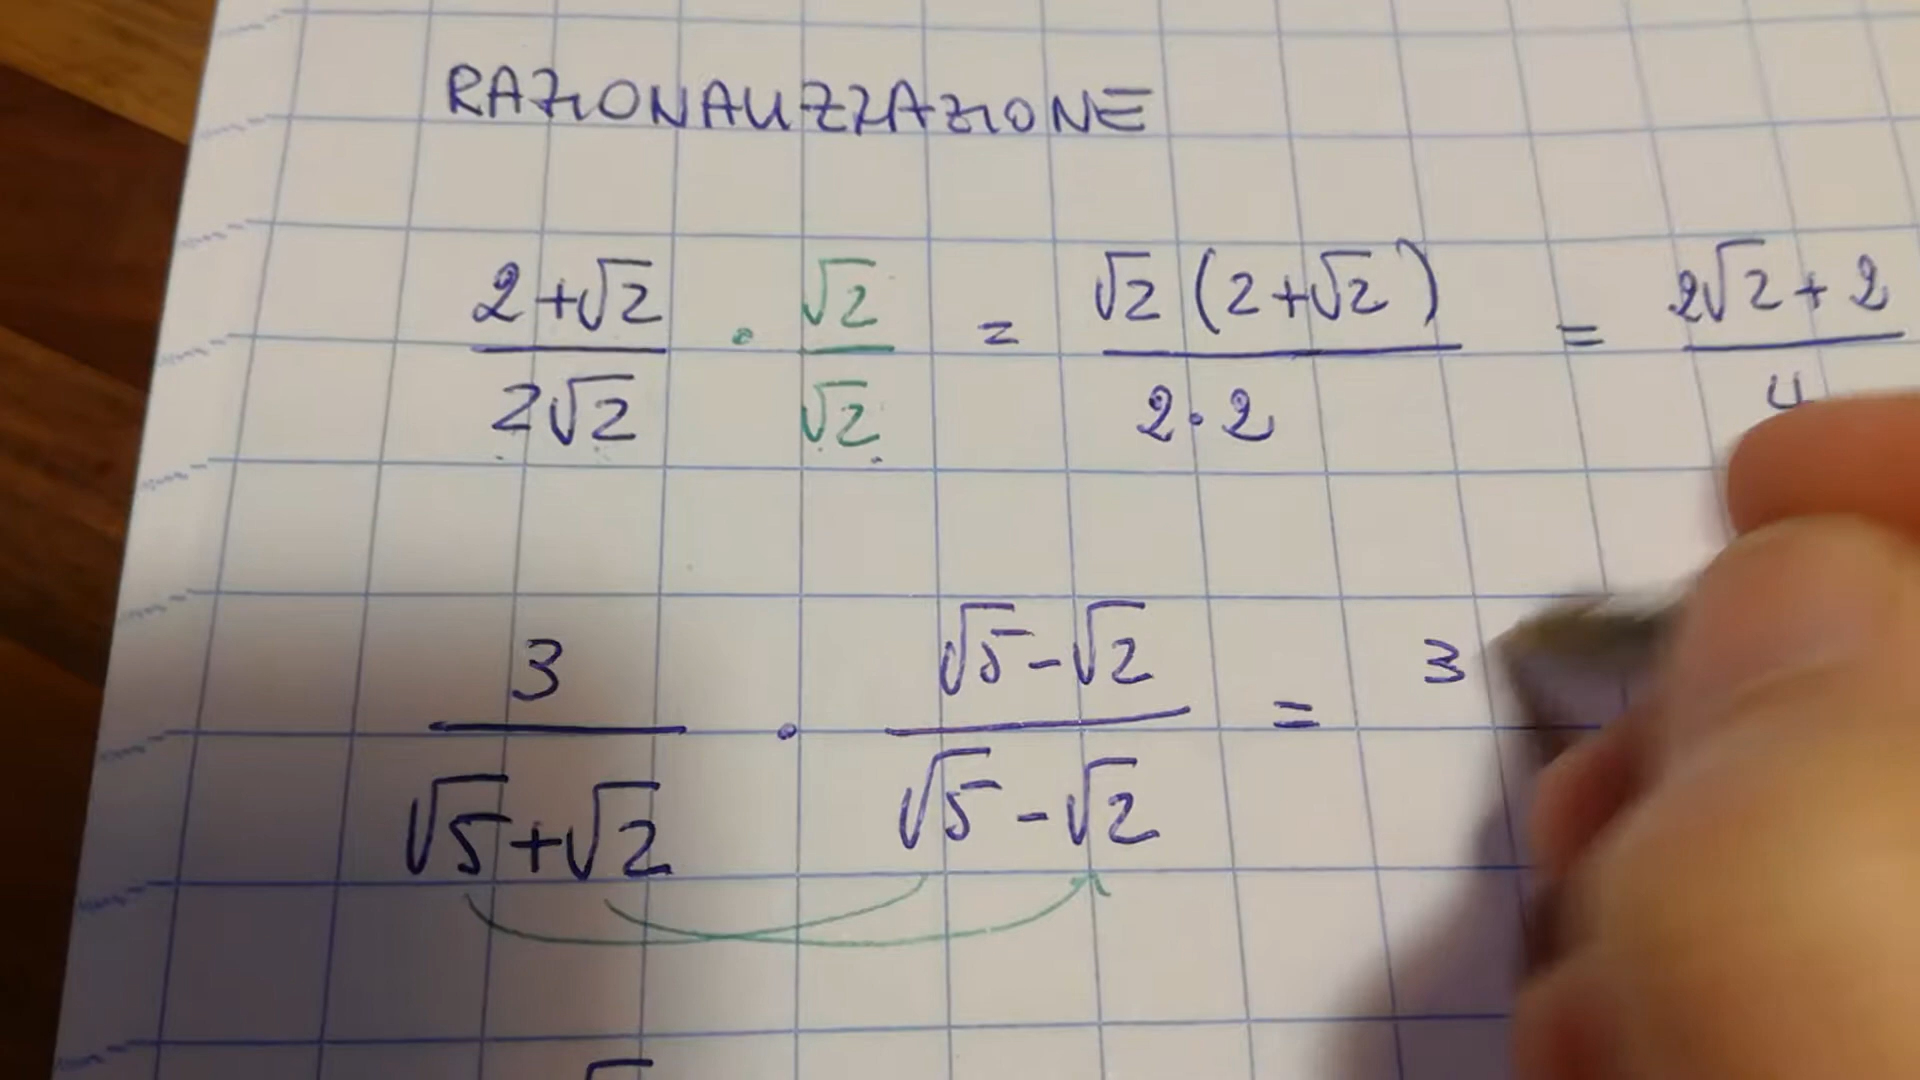 RAZIONALIZZAZIONE
(2+√2)/(2√2) · √2/√2 = √2(2+√2)/(2·2) = (2√2+2)/4
3/(√5+√2) · (√5-√2)/(√5-√2) = 3